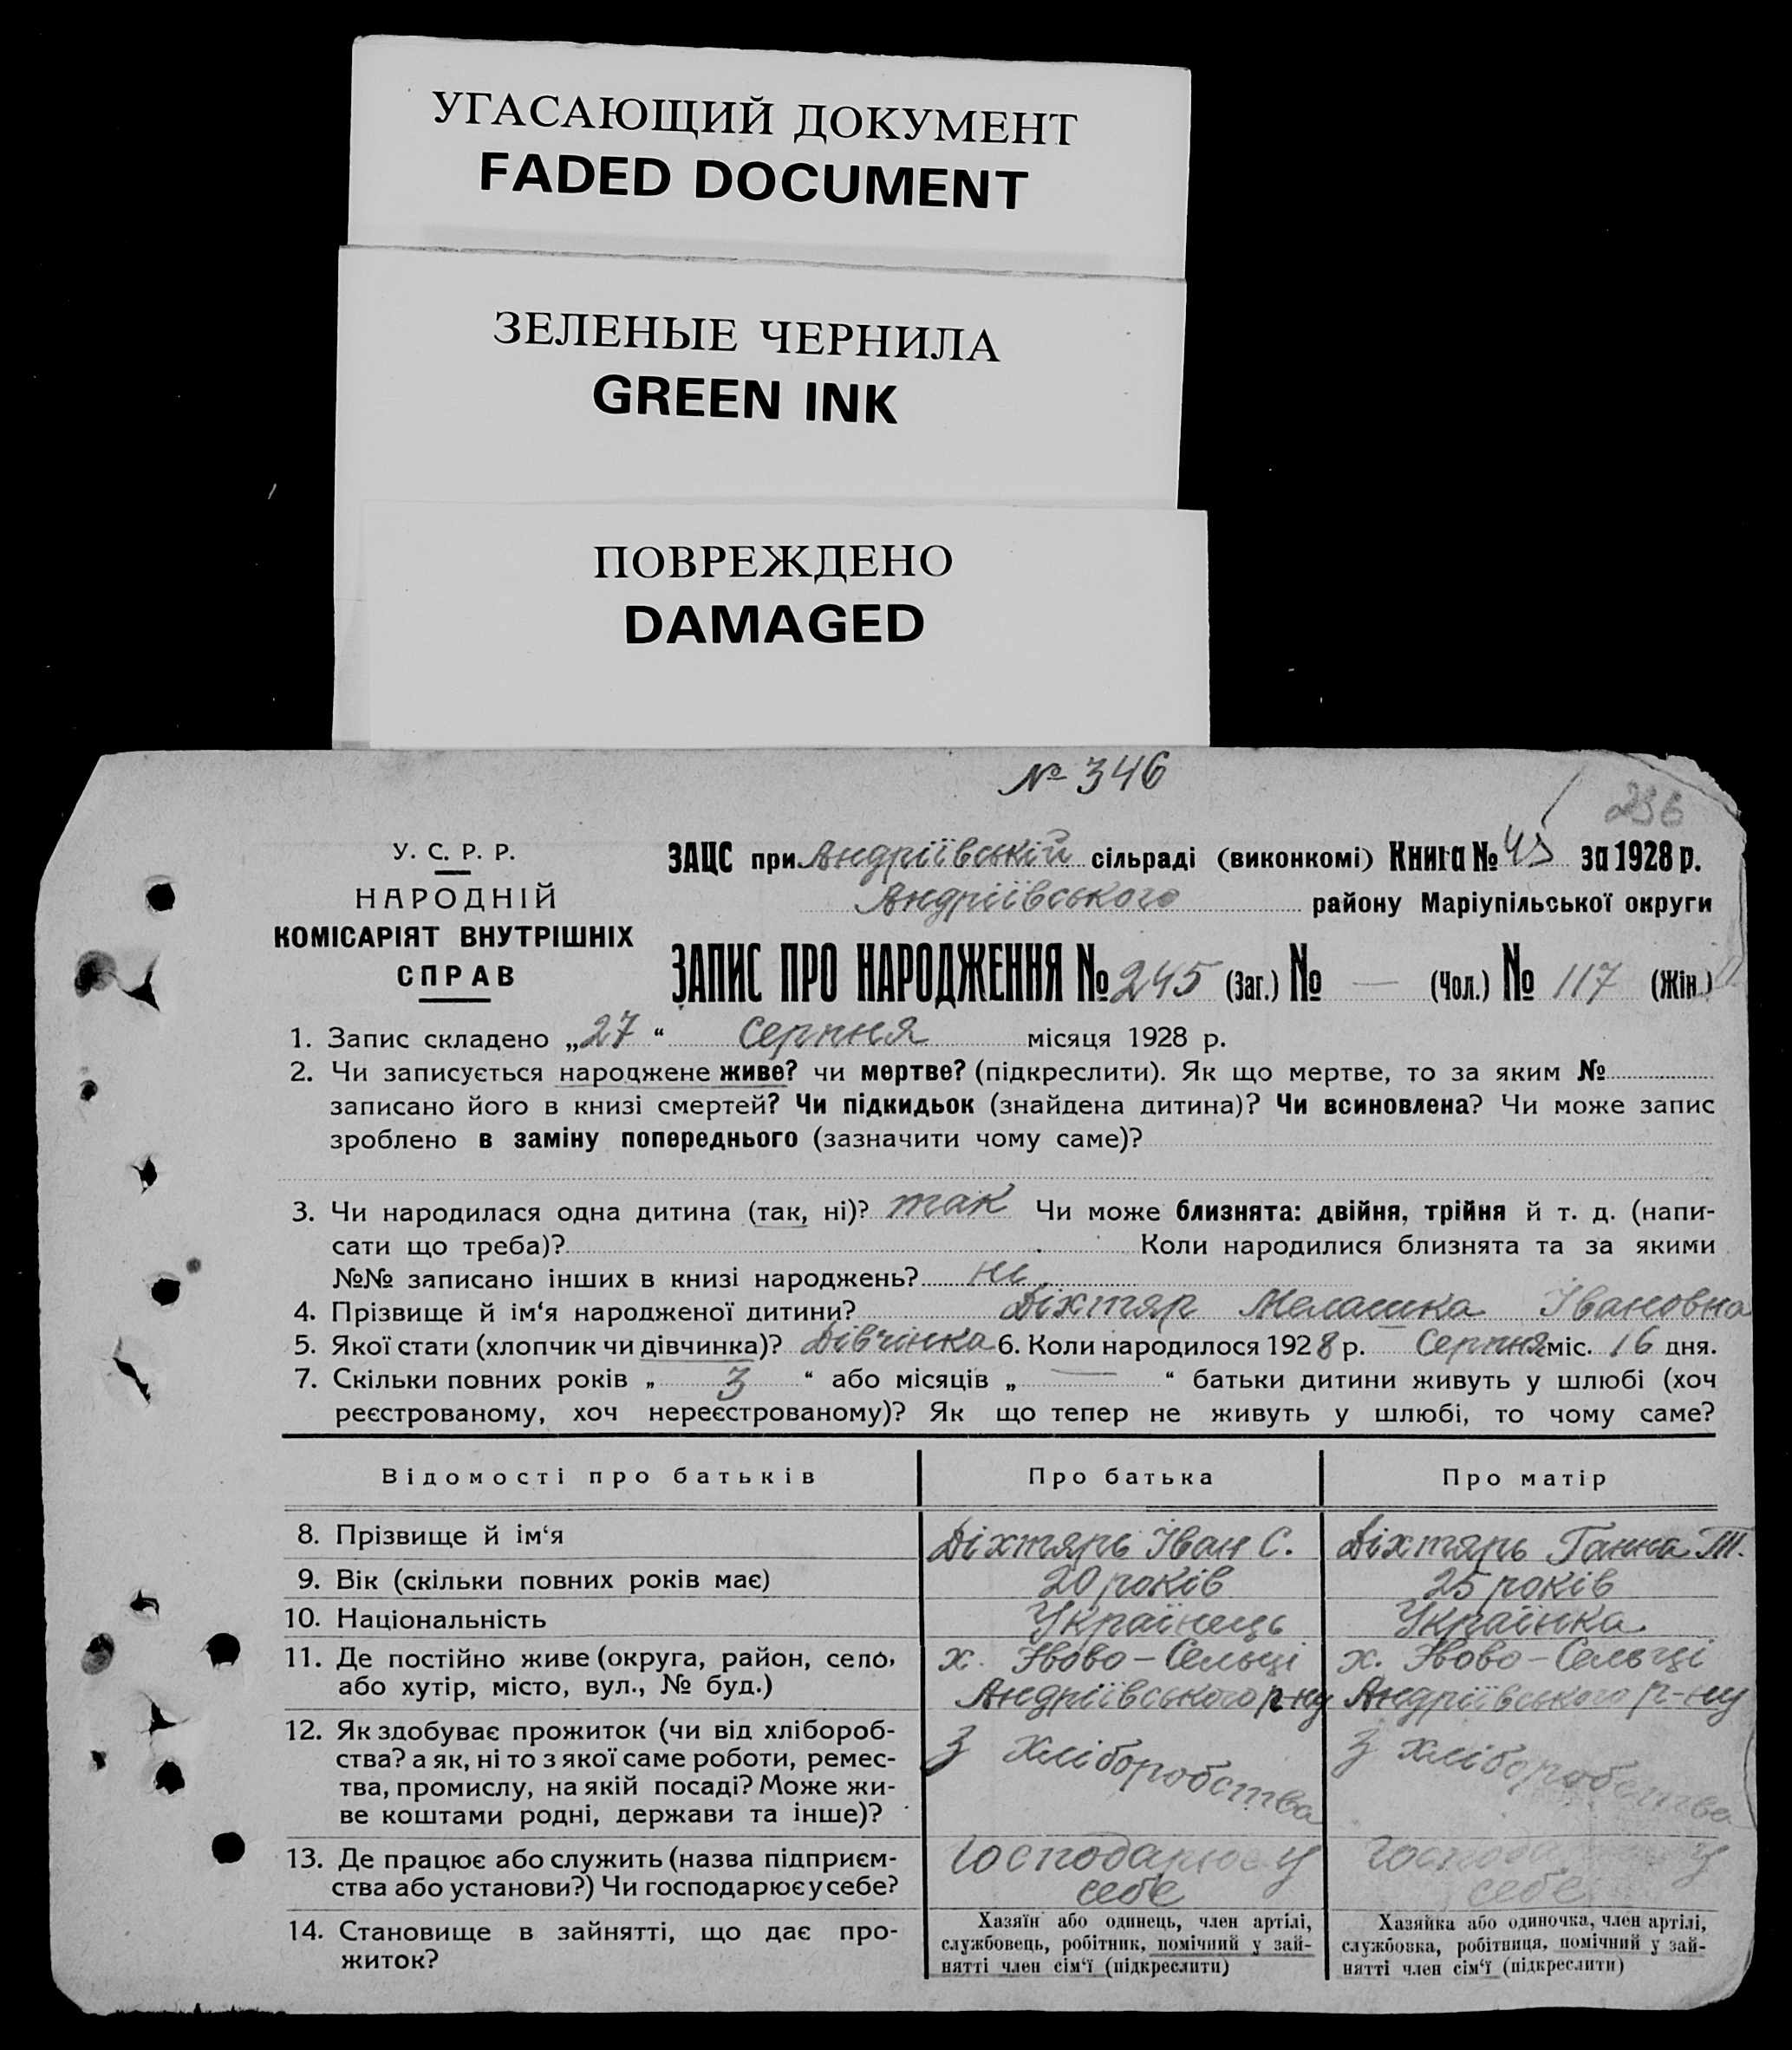 УГАСАЮЩИЙ ДОКУМЕНТ
FADED DOCUMENT
ЗЕЛЕНЫЕ ЧЕРНИЛА
GREEN INK
ПОВРЕЖДЕНО
DAMAGED
№ 346
236
У. С. Р. Р.
НАРОДНІЙ
КОМІСАРІЯТ ВНУТРІШНІХ
СПРАВ
ЗАЦС при Андріївській сільраді (виконкомі) Книга № 45 за 1928 р.
Андріївського району Маріупільської округи
ЗАПИС ПРО НАРОДЖЕННЯ № 245 (Заг.) № — (Чол.) № 117 (Жін.)
1. Запис складено „27“ Серпня місяця 1928 р.
2. Чи записується народжене живе? чи мертве? (підкреслити). Як що мертве, то за яким №
записано його в книзі смертей? Чи підкидьок (знайдена дитина)? Чи всиновлена? Чи може запис
зроблено в заміну попереднього (зазначити чому саме)?
3. Чи народилася одна дитина (так, ні)? так Чи може близнята: двійня, трійня й т. д. (напи-
сати що треба)? Коли народилися близнята та за якими
№№ записано інших в книзі народжень? ні
4. Прізвище й ім‘я народженої дитини? Діхтяр Мелашка Івановна
5. Якої стати (хлопчик чи дівчинка)? Дівчінка 6. Коли народилося 1928 р. Серпня міс. 16 дня.
7. Скільки повних років „ 3 “ або місяців „ — “ батьки дитини живуть у шлюбі (хоч
реєстрованому, хоч нереєстрованому)? Як що тепер не живуть у шлюбі, то чому саме?
Відомості про батьків Про батька Про матір
8. Прізвище й ім‘я Діхтярь Іван С. Діхтярь Ганна Т.
9. Вік (скільки повних років має) 20 років 25 років
10. Національність Українець Українка
11. Де постійно живе (округа, район, село, х. Ново-Сельці х. Ново-Сельці
або хутір, місто, вул., № буд.) Андріївського р-ну Андріївського р-ну
12. Як здобуває прожиток (чи від хлібороб- З хліборобства З хліборобства
ства? а як, ні то з якої саме роботи, ремес-
тва, промислу, на якій посаді? Може жи-
ве коштами родні, держави та інше)?
13. Де працює або служить (назва підприєм- господарює у господарює у
ства або установи?) Чи господарює у себе? себе себе
14. Становище в зайнятті, що дає про- Хазяїн або одинець, член артілі, Хазяйка або одиночка, член артілі,
житок? службовець, робітник, помічний у зай- службовка, робітниця, помічний у зай-
нятті член сім‘ї (підкреслити) нятті член сім‘ї (підкреслити)